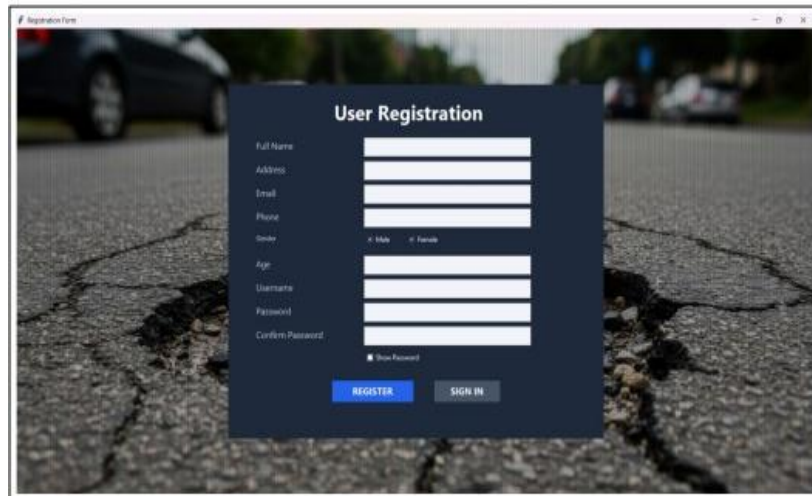 Registration Form
User Registration
Full Name
Address
Email
Phone
Gender Male Female
Age
Username
Password
Confirm Password
Show Password
REGISTER SIGN IN